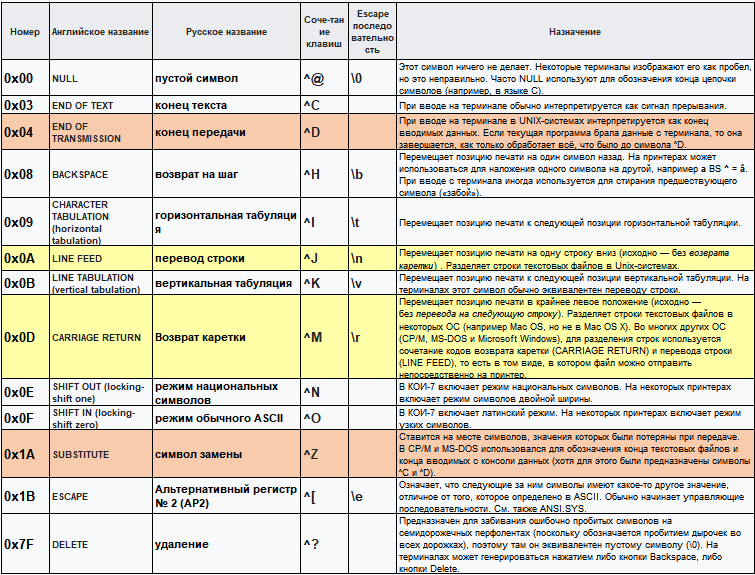 Номер
Английское название
Русское название
Соче-тан
ие
клавиш
Escape
последо
вательно
сть
Назначение
0x00
NULL
пустой символ
^@
\0
Этот символ ничего не делает. Некоторые терминалы изображают его как пробел,
но это неправильно. Часто NULL используют для обозначения конца цепочки
символов (например, в языке C).
0x03
END OF TEXT
конец текста
^C
При вводе на терминале обычно интерпретируется как сигнал прерывания.
0x04
END OF
TRANSMISSION
конец передачи
^D
При вводе на терминале в UNIX-системах интерпретируется как конец
вводимых данных. Если текущая программа брала данные с терминала, то она
завершается, как только обработает всё, что было до символа ^D.
0x08
BACKSPACE
возврат на шаг
^H
\b
Перемещает позицию печати на один символ назад. На принтерах может
использоваться для наложения одного символа на другой, например a BS ^ = â.
При вводе с терминала иногда используется для стирания предшествующего
символа («забой»).
0x09
CHARACTER
TABULATION
(horizontal
tabulation)
горизонтальная табуляци
я
^I
\t
Перемещает позицию печати к следующей позиции горизонтальной табуляции.
0x0A
LINE FEED
перевод строки
^J
\n
Перемещает позицию печати на одну строку вниз (исходно — без возврата
каретки) . Разделяет строки текстовых файлов в Unix-системах.
0x0B
LINE TABULATION
(vertical tabulation)
вертикальная табуляция
^K
\v
Перемещает позицию печати к следующей позиции вертикальной табуляции. На
терминалах этот символ обычно эквивалентен переводу строки.
0x0D
CARRIAGE RETURN
Возврат каретки
^M
\r
Перемещает позицию печати в крайнее левое положение (исходно —
без перевода на следующую строку). Разделяет строки текстовых файлов в
некоторых ОС (например Mac OS, но не в Mac OS X). Во многих других ОС
(CP/M, MS-DOS и Microsoft Windows), для разделения строк используется
сочетание кодов возврата каретки (CARRIAGE RETURN) и перевода строки
(LINE FEED), то есть в том виде, в котором файл можно отправить
непосредственно на принтер.
0x0E
SHIFT OUT (locking-
shift one)
режим национальных
символов
^N
В КОИ-7 включает режим национальных символов. На некоторых принтерах
включает режим символов двойной ширины.
0x0F
SHIFT IN (locking-
shift zero)
режим обычного ASCII
^O
В КОИ-7 включает латинский режим. На некоторых принтерах включает режим
узких символов.
0x1A
SUBSTITUTE
символ замены
^Z
Ставится на месте символов, значения которых были потеряны при передаче.
В CP/M и MS-DOS использовался для обозначения конца текстовых файлов и
конца вводимых с консоли данных (хотя для этого были предназначены символы
^C и ^D).
0x1B
ESCAPE
Альтернативный регистр
№ 2 (АР2)
^[
\e
Означает, что следующие за ним символы имеют какое-то другое значение,
отличное от того, которое определено в ASCII. Обычно начинает управляющие
последовательности. См. также ANSI.SYS.
0x7F
DELETE
удаление
^?
Предназначен для забивания ошибочно пробитых символов на
семидорожечных перфолентах (поскольку обозначается пробитием дырочек во
всех дорожках), поэтому там он эквивалентен пустому символу (\0). На
терминалах может генерироваться нажатием либо кнопки Backspace, либо
кнопки Delete.